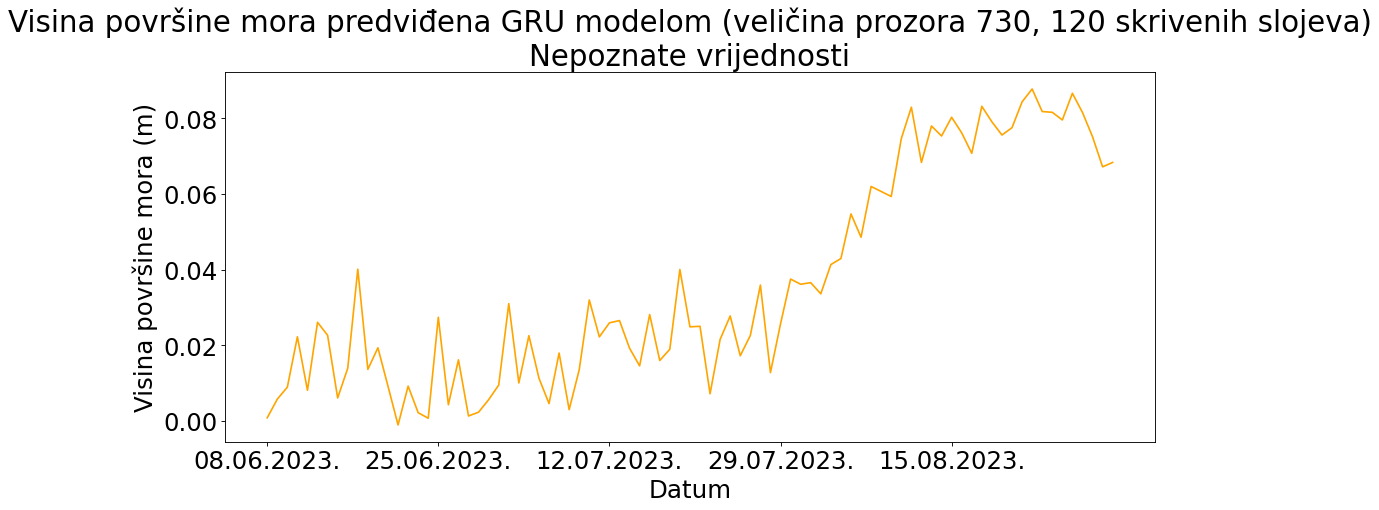 Visina površine mora predviđena GRU modelom (veličina prozora 730, 120 skrivenih slojeva)
Nepoznate vrijednosti
Visina površine mora (m)
0.08
0.06
0.04
0.02
0.00
08.06.2023. 25.06.2023. 12.07.2023. 29.07.2023. 15.08.2023.
Datum